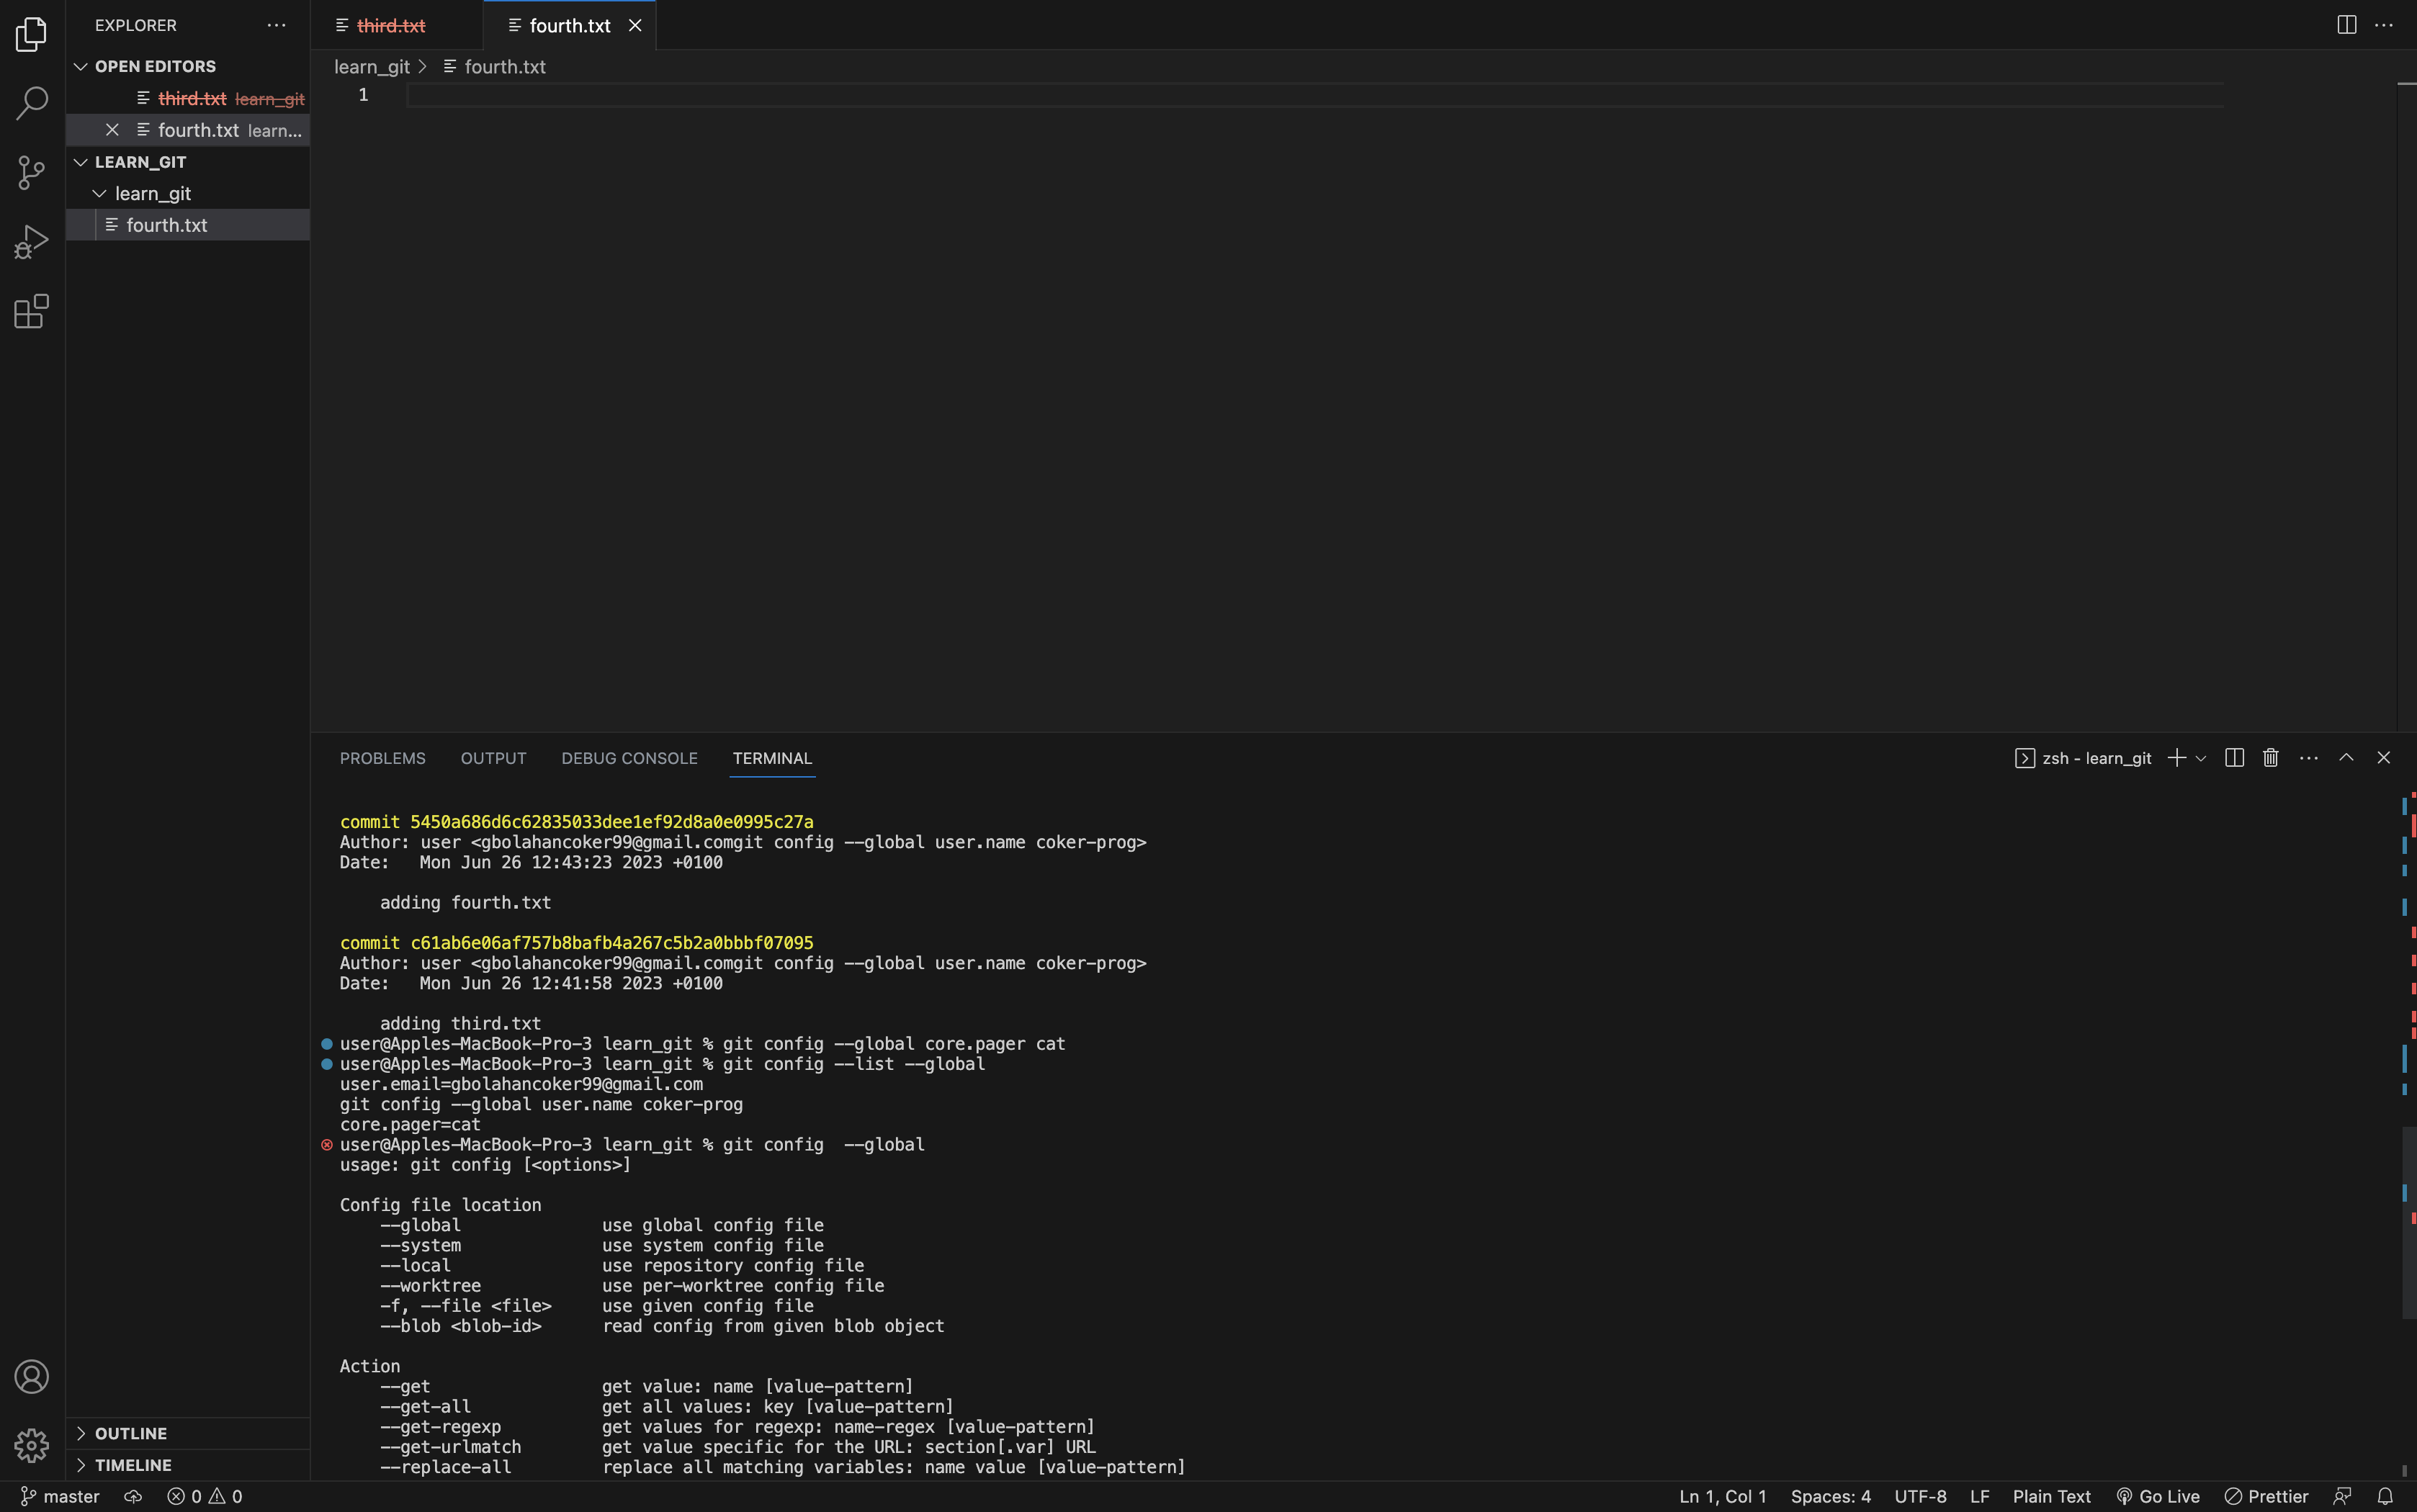 EXPLORER
OPEN EDITORS
third.txt learn_git
fourth.txt learn...
LEARN_GIT
learn_git
fourth.txt
OUTLINE
TIMELINE
third.txt
fourth.txt
learn_git > fourth.txt
1
PROBLEMS OUTPUT DEBUG CONSOLE TERMINAL
zsh - learn_git
commit 5450a686d6c62835033dee1ef92d8a0e0995c27a
Author: user <gbolahancoker99@gmail.comgit config --global user.name coker-prog>
Date:   Mon Jun 26 12:43:23 2023 +0100
    adding fourth.txt
commit c61ab6e06af757b8bafb4a267c5b2a0bbbf07095
Author: user <gbolahancoker99@gmail.comgit config --global user.name coker-prog>
Date:   Mon Jun 26 12:41:58 2023 +0100
    adding third.txt
user@Apples-MacBook-Pro-3 learn_git % git config --global core.pager cat
user@Apples-MacBook-Pro-3 learn_git % git config --list --global
user.email=gbolahancoker99@gmail.com
git config --global user.name coker-prog
core.pager=cat
user@Apples-MacBook-Pro-3 learn_git % git config  --global
usage: git config [<options>]
Config file location
    --global              use global config file
    --system              use system config file
    --local               use repository config file
    --worktree            use per-worktree config file
    -f, --file <file>     use given config file
    --blob <blob-id>      read config from given blob object
Action
    --get                 get value: name [value-pattern]
    --get-all             get all values: key [value-pattern]
    --get-regexp          get values for regexp: name-regex [value-pattern]
    --get-urlmatch        get value specific for the URL: section[.var] URL
    --replace-all         replace all matching variables: name value [value-pattern]
master 0 0 Ln 1, Col 1 Spaces: 4 UTF-8 LF Plain Text Go Live Prettier